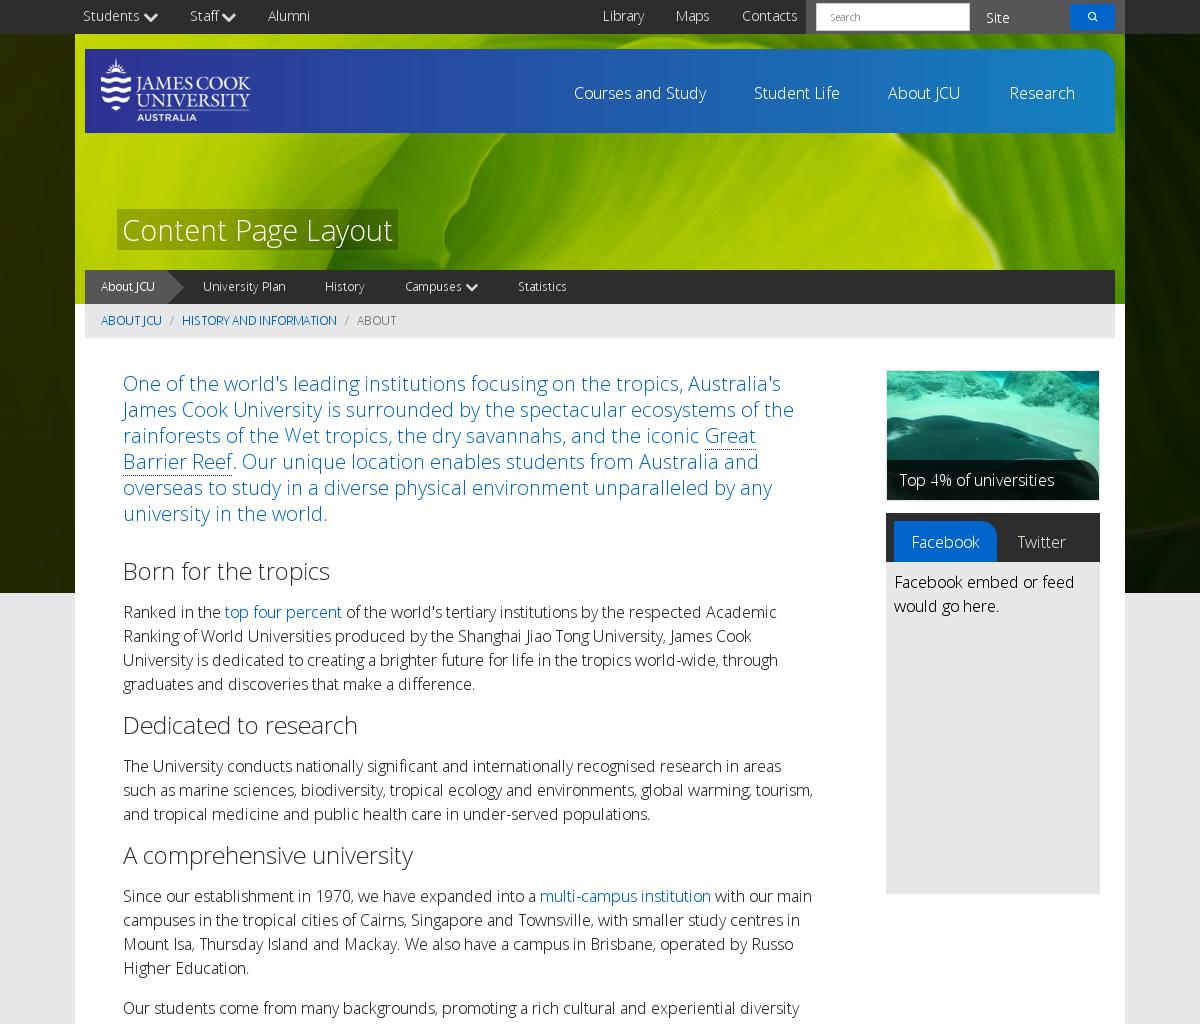 Students
Staff
Alumni
Library
Maps
Contacts
Search
Site
JAMES COOK
UNIVERSITY
AUSTRALIA
Courses and Study
Student Life
About JCU
Research
Content Page Layout
About JCU
University Plan
History
Campuses
Statistics
ABOUT JCU / HISTORY AND INFORMATION / ABOUT
One of the world's leading institutions focusing on the tropics, Australia's
James Cook University is surrounded by the spectacular ecosystems of the
rainforests of the Wet tropics, the dry savannahs, and the iconic Great
Barrier Reef. Our unique location enables students from Australia and
overseas to study in a diverse physical environment unparalleled by any
university in the world.
Born for the tropics
Ranked in the top four percent of the world's tertiary institutions by the respected Academic
Ranking of World Universities produced by the Shanghai Jiao Tong University, James Cook
University is dedicated to creating a brighter future for life in the tropics world-wide, through
graduates and discoveries that make a difference.
Dedicated to research
The University conducts nationally significant and internationally recognised research in areas
such as marine sciences, biodiversity, tropical ecology and environments, global warming, tourism,
and tropical medicine and public health care in under-served populations.
A comprehensive university
Since our establishment in 1970, we have expanded into a multi-campus institution with our main
campuses in the tropical cities of Cairns, Singapore and Townsville, with smaller study centres in
Mount Isa, Thursday Island and Mackay. We also have a campus in Brisbane, operated by Russo
Higher Education.
Our students come from many backgrounds, promoting a rich cultural and experiential diversity
Top 4% of universities
Facebook
Twitter
Facebook embed or feed
would go here.